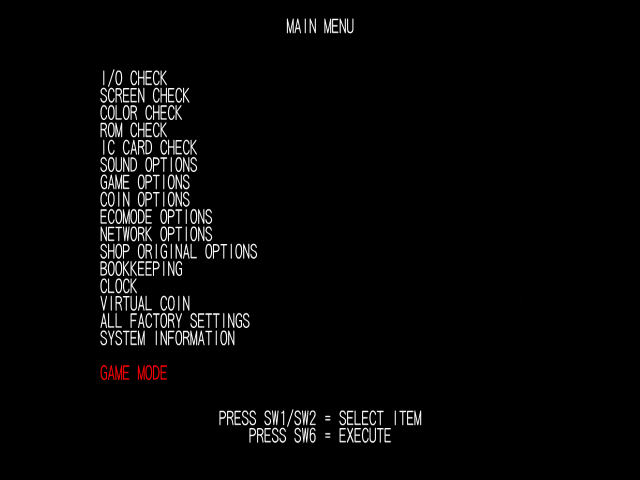 MAIN MENU
I/O CHECK
SCREEN CHECK
COLOR CHECK
ROM CHECK
IC CARD CHECK
SOUND OPTIONS
GAME OPTIONS
COIN OPTIONS
ECOMODE OPTIONS
NETWORK OPTIONS
SHOP ORIGINAL OPTIONS
BOOKKEEPING
CLOCK
VIRTUAL COIN
ALL FACTORY SETTINGS
SYSTEM INFORMATION
GAME MODE
PRESS SW1/SW2 = SELECT ITEM
PRESS SW6 = EXECUTE